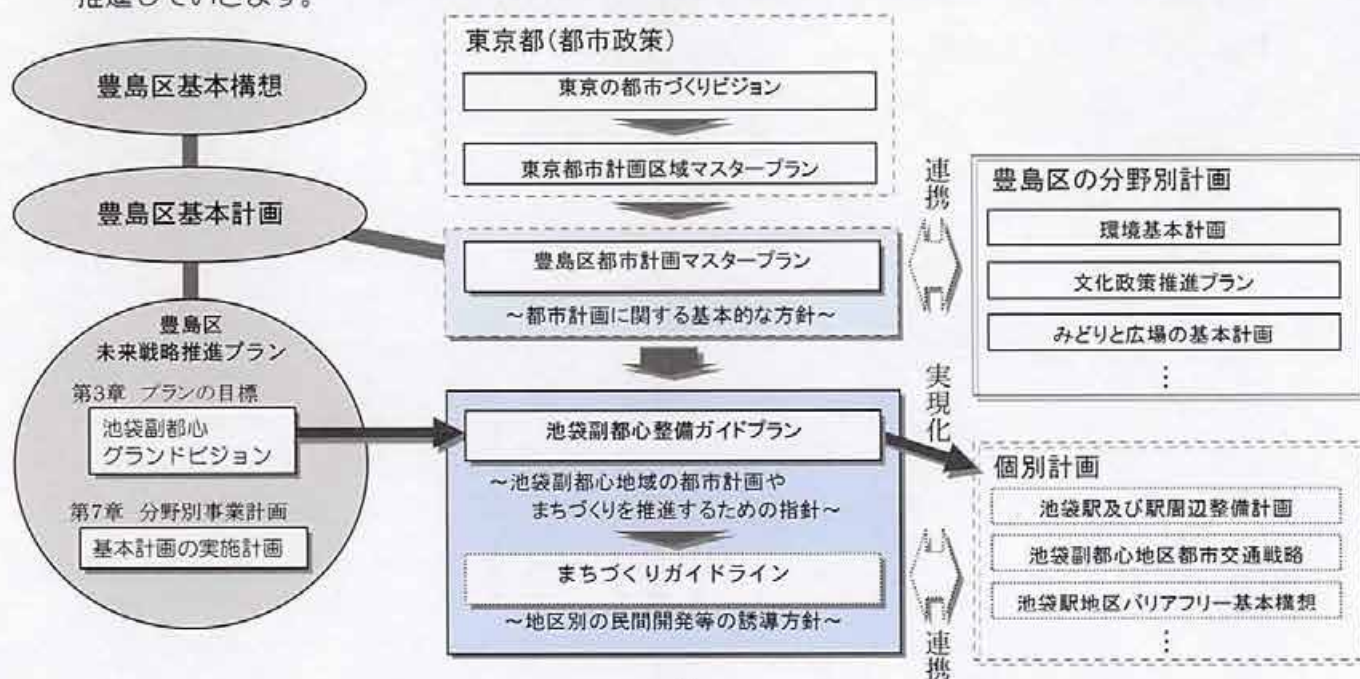 推進していきます。
豊島区基本構想
豊島区基本計画
豊島区
未来戦略推進プラン
第3章 プランの目標
池袋副都心
グランドビジョン
第7章 分野別事業計画
基本計画の実施計画
東京都(都市政策)
東京の都市づくりビジョン
東京都市計画区域マスタープラン
豊島区都市計画マスタープラン
~都市計画に関する基本的な方針~
池袋副都心整備ガイドプラン
~池袋副都心地域の都市計画や
まちづくりを推進するための指針~
まちづくりガイドライン
~地区別の民間開発等の誘導方針~
連携
実現化
連携
豊島区の分野別計画
環境基本計画
文化政策推進プラン
みどりと広場の基本計画
⋮
個別計画
池袋駅及び駅周辺整備計画
池袋副都心地区都市交通戦略
池袋駅地区バリアフリー基本構想
⋮